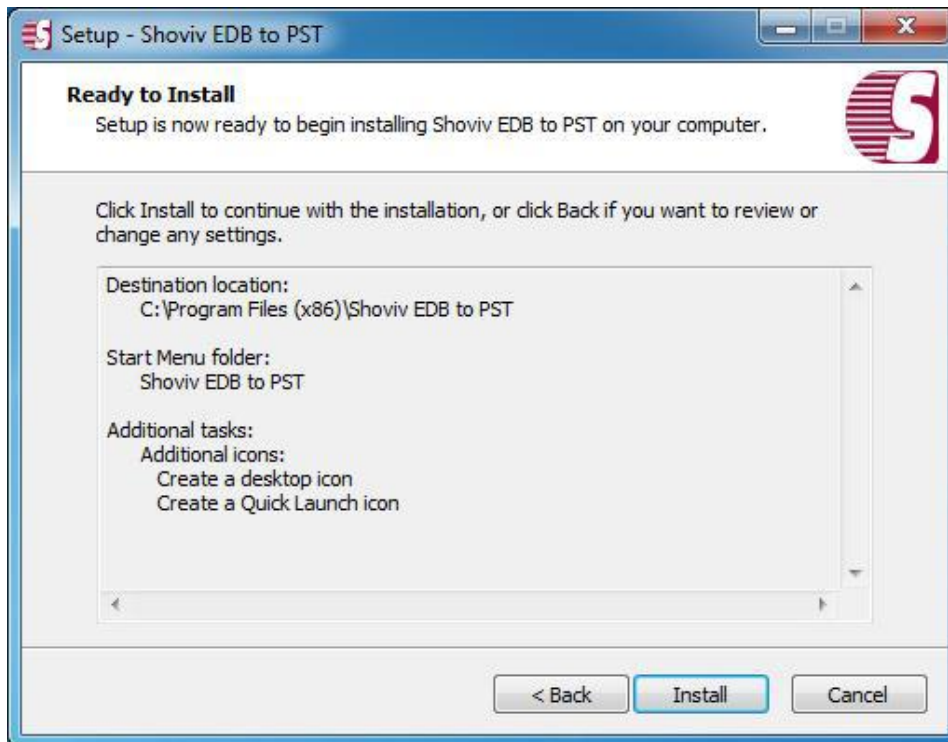 Setup - Shoviv EDB to PST
Ready to Install
Setup is now ready to begin installing Shoviv EDB to PST on your computer.
S
Click Install to continue with the installation, or click Back if you want to review or
change any settings.
Destination location:
C:\Program Files (x86)\Shoviv EDB to PST
Start Menu folder:
Shoviv EDB to PST
Additional tasks:
Additional icons:
Create a desktop icon
Create a Quick Launch icon
< Back Install Cancel